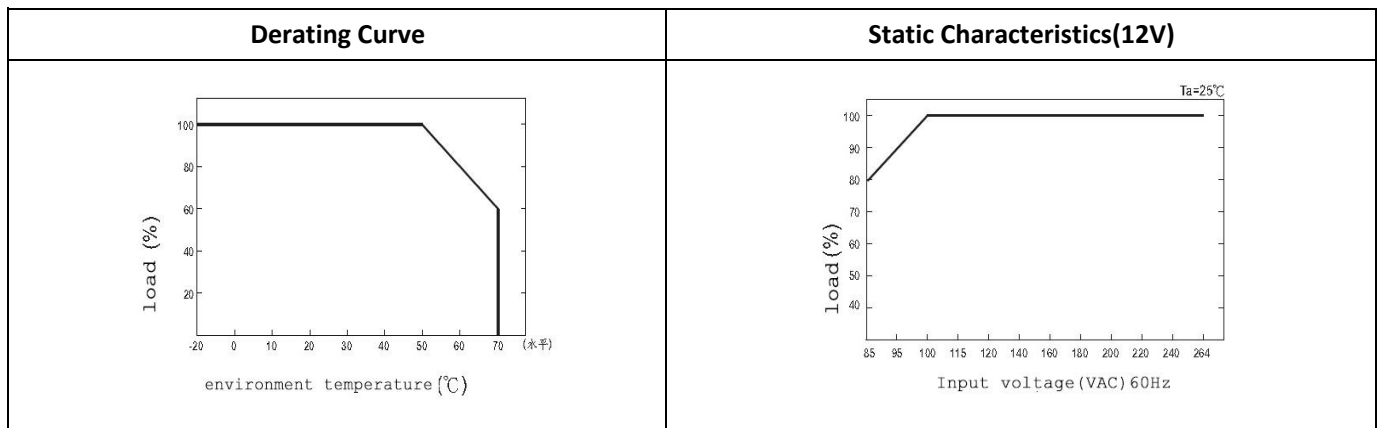 Derating Curve
Static Characteristics(12V)
100
80
60
40
20
load (%)
-20 0 10 20 30 40 50 60 70 (水平)
environment temperature(℃)
Ta=25℃
100
90
80
70
60
50
40
load(%)
85 95 100 115 120 140 160 180 200 220 240 264
Input voltage(VAC)60Hz